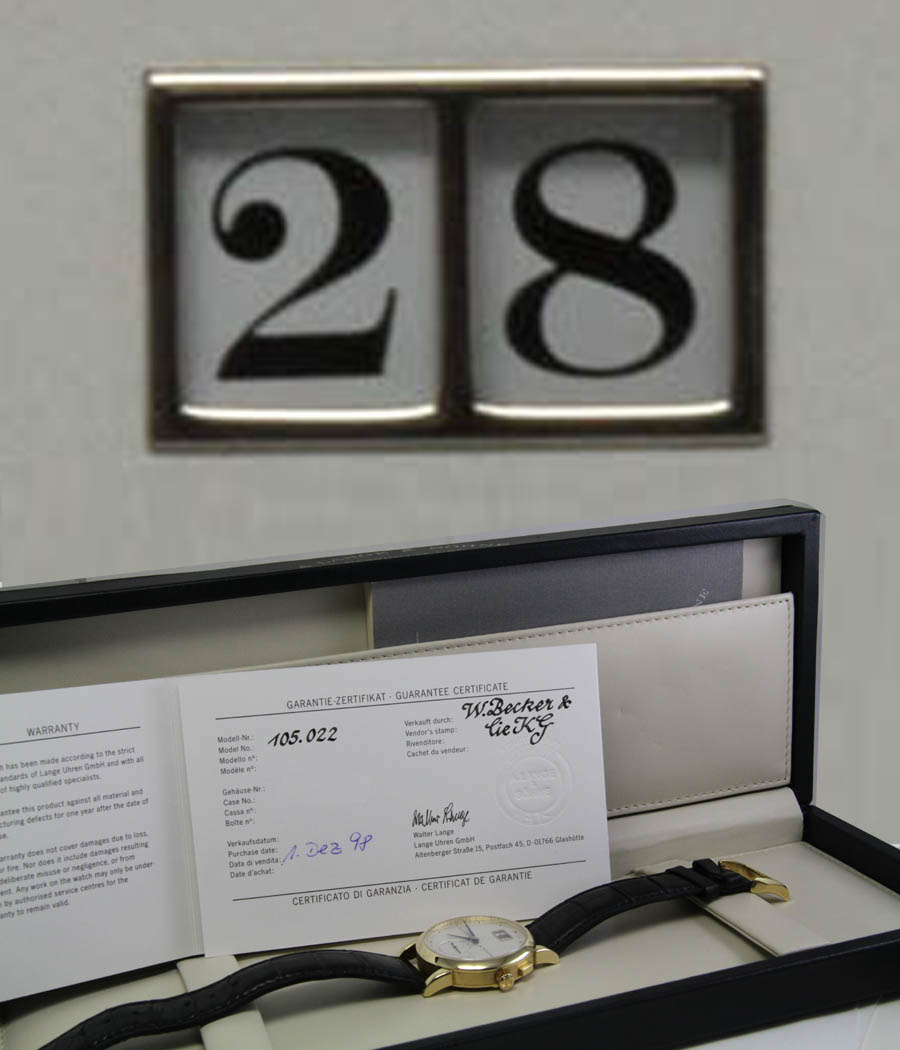 28
WARRANTY
h has been made according to the strict
andards of Lange Uhren GmbH and with all
of highly qualified specialists.
antee this product against all material and
cturing defects for one year after the date of
se.
arranty does not cover damages due to loss,
or fire. Nor does it include damages resulting
deliberate misuse or negligence, or from
ent. Any work on the watch may only be under-
by authorised service centres for the
anty to remain valid.
GARANTIE-ZERTIFIKAT · GUARANTEE CERTIFICATE
Modell-Nr.: 105.022
Model No.:
Modello n°:
Modèle n°:
Verkauft durch: W. Becker &
Vendor's stamp: Cie KG
Rivenditore:
Cachet du vendeur:
Gehäuse-Nr.:
Case No.:
Cassa n°:
Boîte n°:
Walter Lange
Lange Uhren GmbH
Altenberger Straße 15, Postfach 45, D-01766 Glashütte
Verkaufsdatum:
Purchase date: 1. Dez 98
Data di vendita:
Date d'achat:
CERTIFICATO DI GARANZIA · CERTIFICAT DE GARANTIE